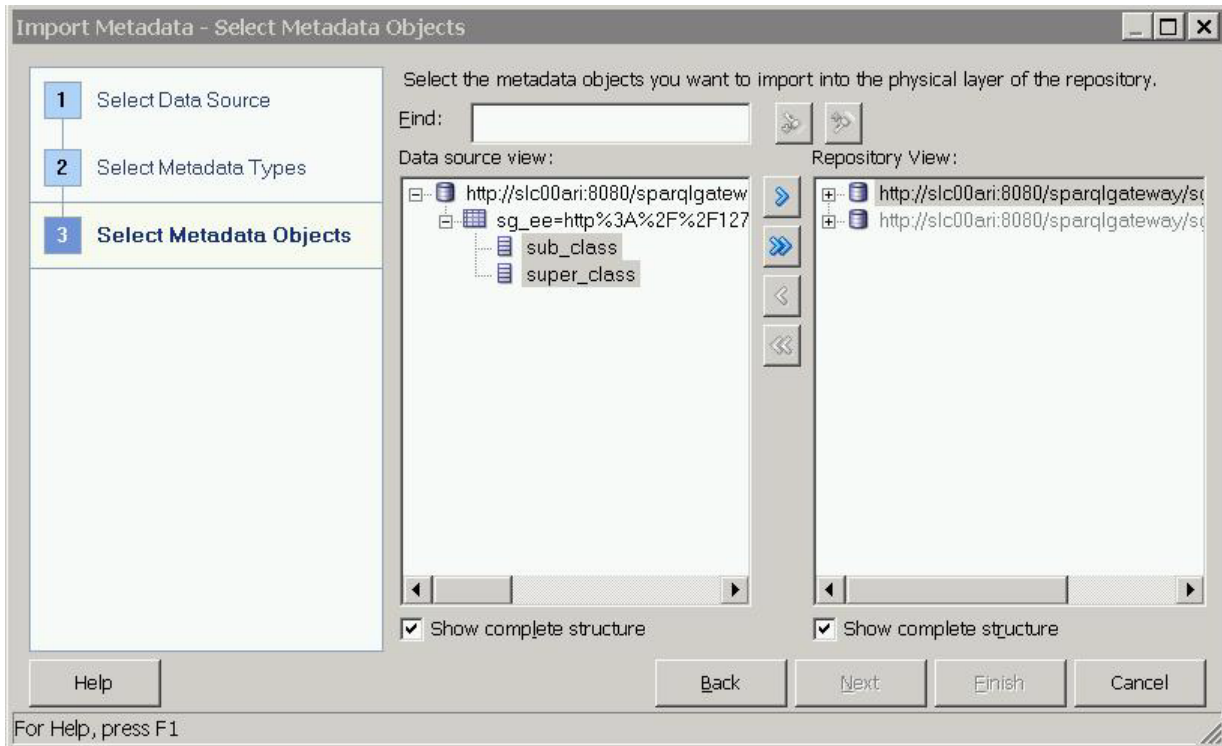 Import Metadata - Select Metadata Objects
1 Select Data Source
2 Select Metadata Types
3 Select Metadata Objects
Select the metadata objects you want to import into the physical layer of the repository.
Find:
Data source view:
http://slc00ari:8080/sparqlgatew
sg_ee=http%3A%2F%2F127
sub_class
super_class
Show complete structure
Repository View:
http://slc00ari:8080/sparqlgateway/s
http://slc00ari:8080/sparqlgateway/s
Show complete structure
Help
Back
Next
Finish
Cancel
For Help, press F1